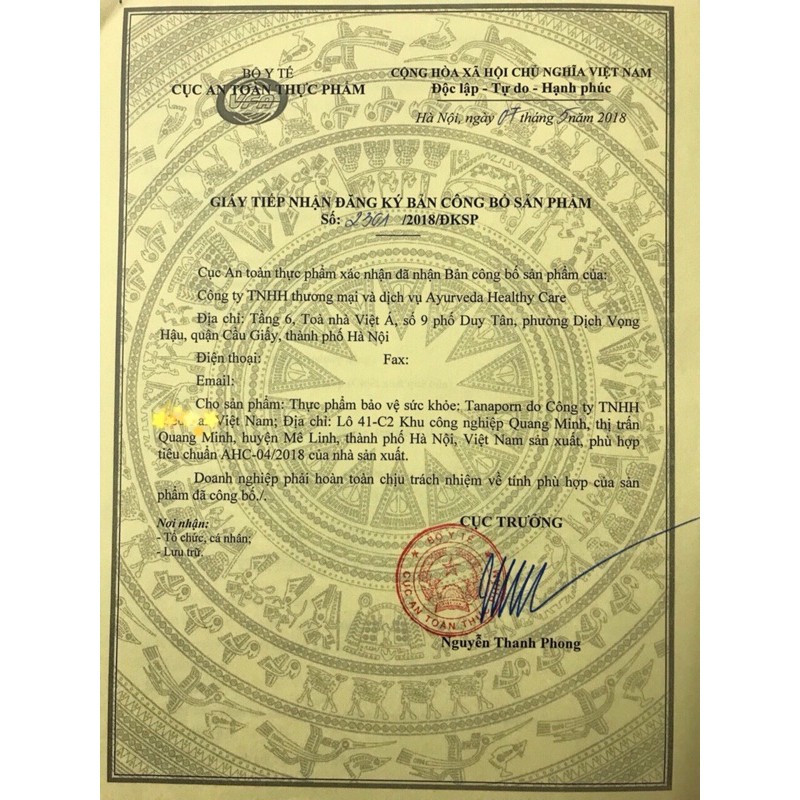 BỘ Y TẾ
CỤC AN TOÀN THỰC PHẨM
VFA
CỘNG HÒA XÃ HỘI CHỦ NGHĨA VIỆT NAM
Độc lập - Tự do - Hạnh phúc
Hà Nội, ngày 07 tháng 5 năm 2018
GIẤY TIẾP NHẬN ĐĂNG KÝ BẢN CÔNG BỐ SẢN PHẨM
Số: 2301 /2018/ĐKSP
Cục An toàn thực phẩm xác nhận đã nhận Bản công bố sản phẩm của:
Công ty TNHH thương mại và dịch vụ Ayurveda Healthy Care
Địa chỉ: Tầng 6, Toà nhà Việt Á, số 9 phố Duy Tân, phường Dịch Vọng
Hậu, quận Cầu Giấy, thành phố Hà Nội
Điện thoại: Fax:
Email:
Cho sản phẩm: Thực phẩm bảo vệ sức khỏe: Tanaporn do Công ty TNHH
Việt Nam; Địa chỉ: Lô 41-C2 Khu công nghiệp Quang Minh, thị trấn
Quang Minh, huyện Mê Linh, thành phố Hà Nội, Việt Nam sản xuất, phù hợp
tiêu chuẩn AHC-04/2018 của nhà sản xuất.
Doanh nghiệp phải hoàn toàn chịu trách nhiệm về tính phù hợp của sản
phẩm đã công bố./.
Nơi nhận:
- Tổ chức, cá nhân;
- Lưu trữ.
CỤC TRƯỞNG
BỘ Y TẾ
CỤC AN TOÀN
Nguyễn Thanh Phong